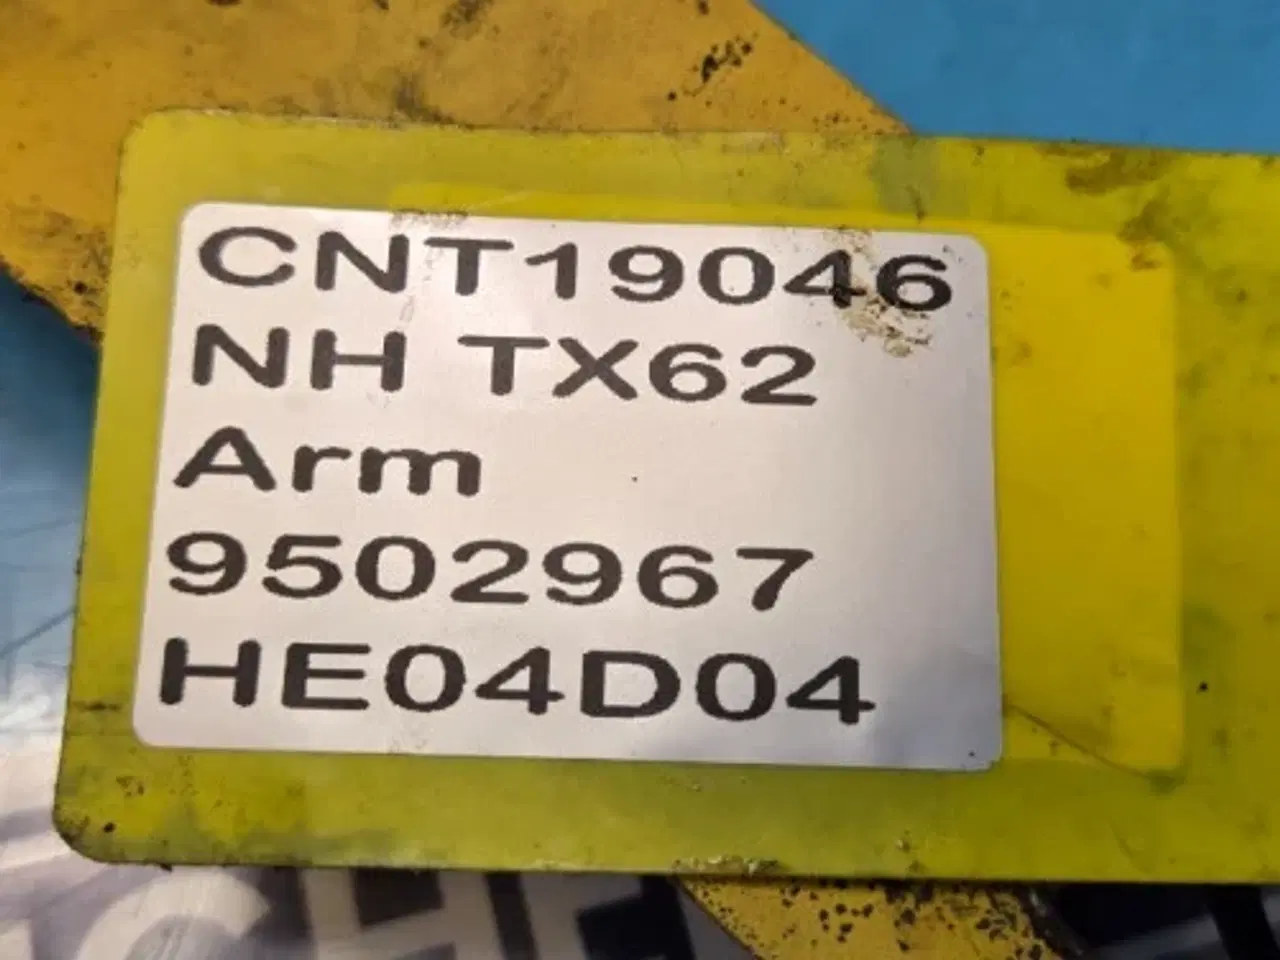 CNT19046
NH TX62
Arm
9502967
HE04D04